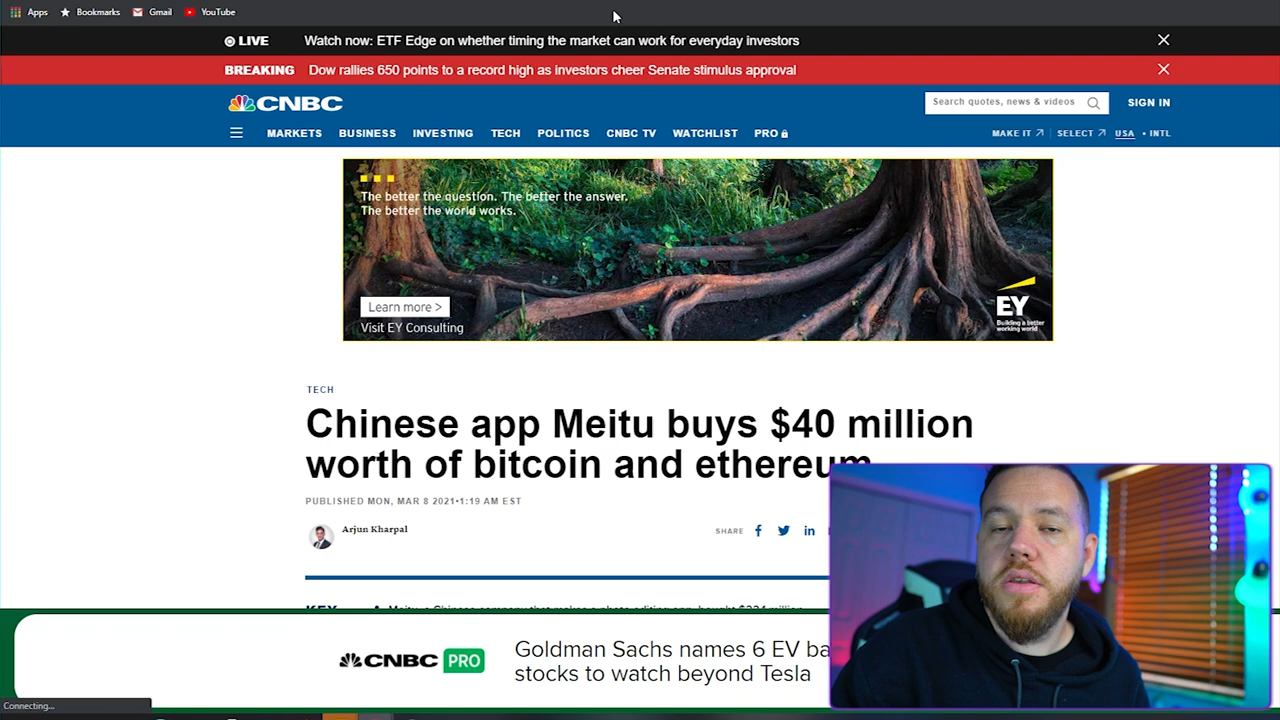 Apps Bookmarks Gmail YouTube
LIVE Watch now: ETF Edge on whether timing the market can work for everyday investors
BREAKING Dow rallies 650 points to a record high as investors cheer Senate stimulus approval
CNBC
Search quotes, news & videos
SIGN IN
MARKETS BUSINESS INVESTING TECH POLITICS CNBC TV WATCHLIST PRO
MAKE IT SELECT USA • INTL
The better the question. The better the answer.
The better the world works.
Learn more >
Visit EY Consulting
EY
Building a better
working world
TECH
Chinese app Meitu buys $40 million
worth of bitcoin and ethereum
PUBLISHED MON, MAR 8 2021•1:19 AM EST
Arjun Kharpal
SHARE
CNBC PRO
Goldman Sachs names 6 EV ba
stocks to watch beyond Tesla
Connecting...